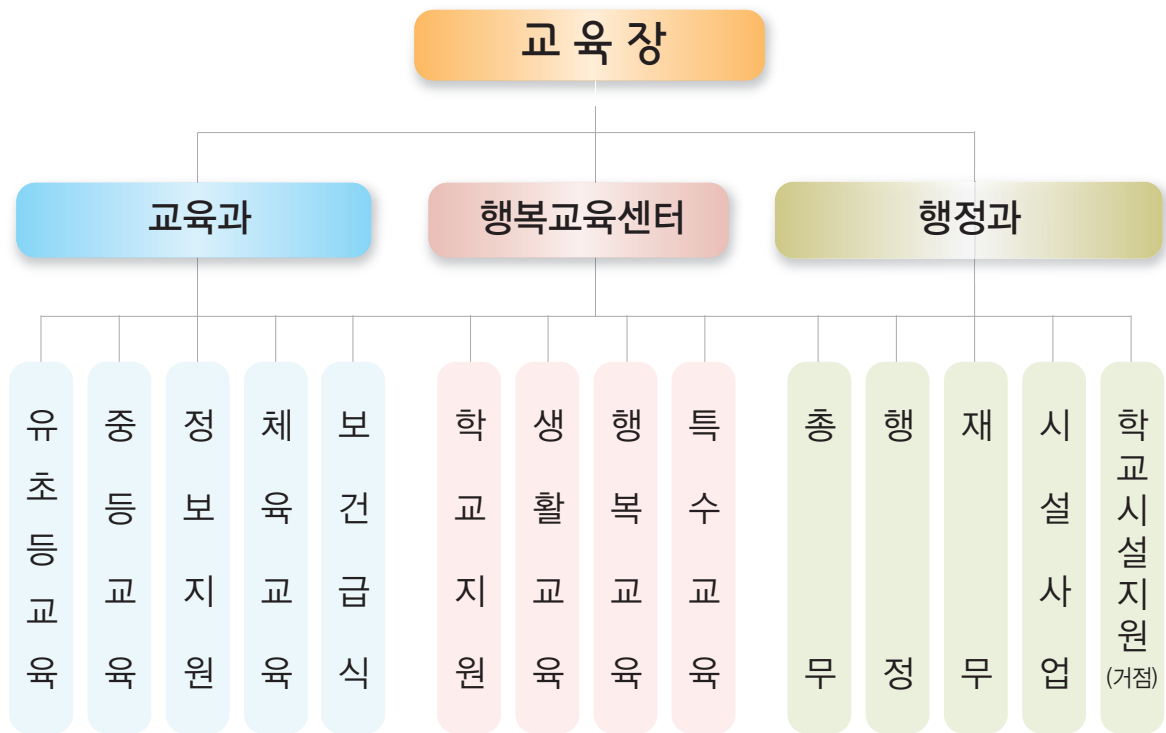 교 육 장
교육과
행복교육센터
행정과
유초등교육
중등교육
정보지원
체육교육
보건급식
학교지원
생활교육
행복교육
특수교육
총무
행정
재무
시설사업
학교시설지원
(거점)